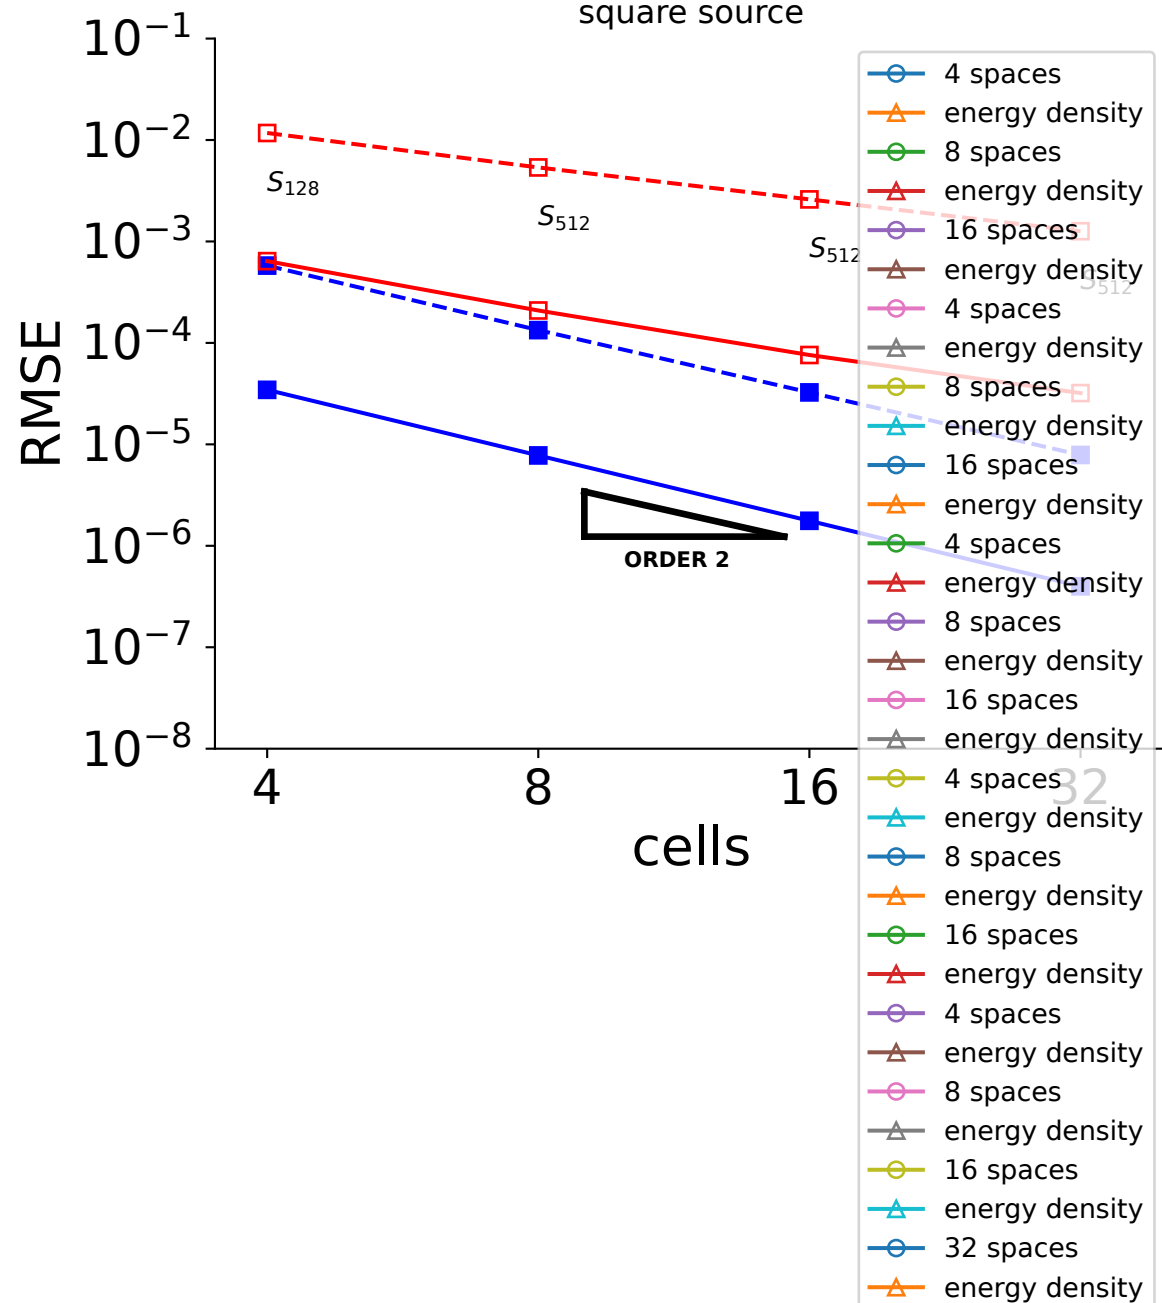 square source
10−1
10−2
10−3
10−4
10−5
10−6
10−7
10−8
RMSE
S128
S512
S512
S512
ORDER 2
4
8
16
32
cells
4 spaces
energy density
8 spaces
energy density
16 spaces
energy density
4 spaces
energy density
8 spaces
energy density
16 spaces
energy density
4 spaces
energy density
8 spaces
energy density
16 spaces
energy density
4 spaces
energy density
8 spaces
energy density
16 spaces
energy density
4 spaces
energy density
8 spaces
energy density
16 spaces
energy density
32 spaces
energy density